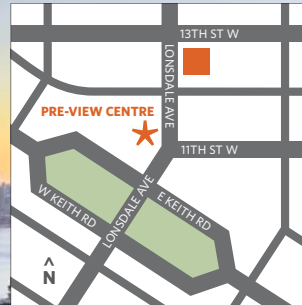 13TH ST W
LONSDALE AVE
PRE-VIEW CENTRE
11TH ST W
W KEITH RD
E KEITH RD
LONSDALE AVE
N